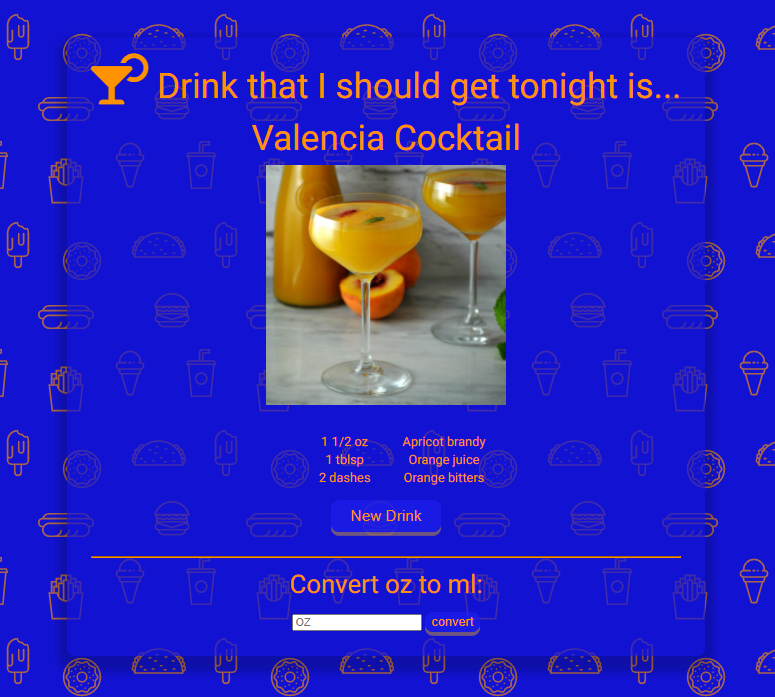 Drink that I should get tonight is...
Valencia Cocktail
1 1/2 oz Apricot brandy
1 tblsp Orange juice
2 dashes Orange bitters
New Drink
Convert oz to ml:
oz convert